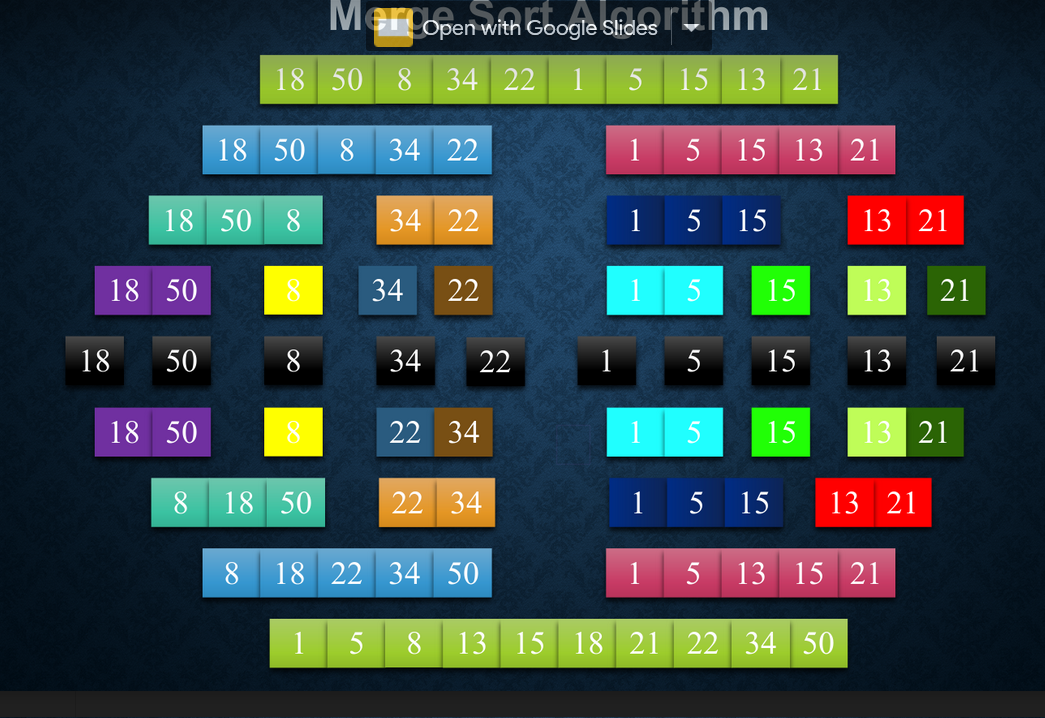 Merge Sort Algorithm
Open with Google Slides
18 50 8 34 22 1 5 15 13 21
18 50 8 34 22 1 5 15 13 21
18 50 8 34 22 1 5 15 13 21
18 50 8 34 22 1 5 15 13 21
18 50 8 34 22 1 5 15 13 21
18 50 8 22 34 1 5 15 13 21
8 18 50 22 34 1 5 15 13 21
8 18 22 34 50 1 5 13 15 21
1 5 8 13 15 18 21 22 34 50